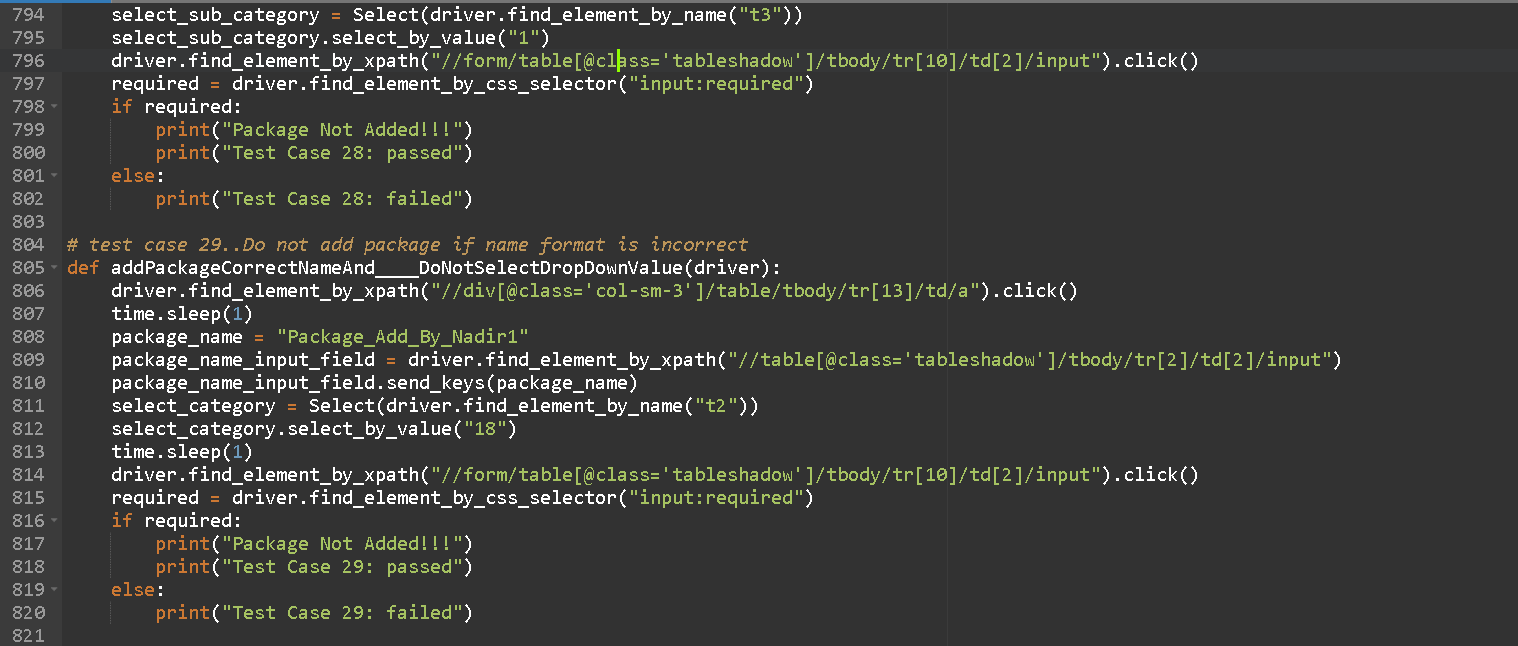 794 select_sub_category = Select(driver.find_element_by_name("t3"))
795 select_sub_category.select_by_value("1")
796 driver.find_element_by_xpath("//form/table[@class='tableshadow']/tbody/tr[10]/td[2]/input").click()
797 required = driver.find_element_by_css_selector("input:required")
798 if required:
799 print("Package Not Added!!!")
800 print("Test Case 28: passed")
801 else:
802 print("Test Case 28: failed")
803
804 # test case 29..Do not add package if name format is incorrect
805 def addPackageCorrectNameAnd____DoNotSelectDropDownValue(driver):
806 driver.find_element_by_xpath("//div[@class='col-sm-3']/table/tbody/tr[13]/td/a").click()
807 time.sleep(1)
808 package_name = "Package_Add_By_Nadir1"
809 package_name_input_field = driver.find_element_by_xpath("//table[@class='tableshadow']/tbody/tr[2]/td[2]/input")
810 package_name_input_field.send_keys(package_name)
811 select_category = Select(driver.find_element_by_name("t2"))
812 select_category.select_by_value("18")
813 time.sleep(1)
814 driver.find_element_by_xpath("//form/table[@class='tableshadow']/tbody/tr[10]/td[2]/input").click()
815 required = driver.find_element_by_css_selector("input:required")
816 if required:
817 print("Package Not Added!!!")
818 print("Test Case 29: passed")
819 else:
820 print("Test Case 29: failed")
821